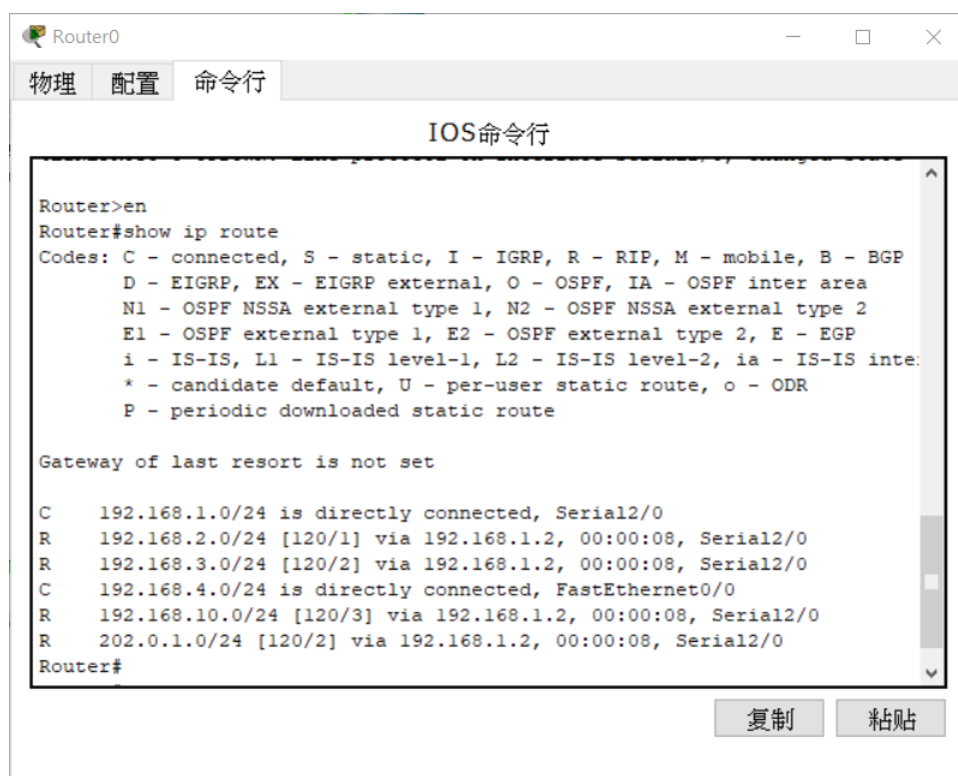 Router0
物理 配置 命令行
IOS命令行
Router>en
Router#show ip route
Codes: C - connected, S - static, I - IGRP, R - RIP, M - mobile, B - BGP
D - EIGRP, EX - EIGRP external, O - OSPF, IA - OSPF inter area
N1 - OSPF NSSA external type 1, N2 - OSPF NSSA external type 2
E1 - OSPF external type 1, E2 - OSPF external type 2, E - EGP
i - IS-IS, L1 - IS-IS level-1, L2 - IS-IS level-2, ia - IS-IS inte
* - candidate default, U - per-user static route, o - ODR
P - periodic downloaded static route
Gateway of last resort is not set
C 192.168.1.0/24 is directly connected, Serial2/0
R 192.168.2.0/24 [120/1] via 192.168.1.2, 00:00:08, Serial2/0
R 192.168.3.0/24 [120/2] via 192.168.1.2, 00:00:08, Serial2/0
C 192.168.4.0/24 is directly connected, FastEthernet0/0
R 192.168.10.0/24 [120/3] via 192.168.1.2, 00:00:08, Serial2/0
R 202.0.1.0/24 [120/2] via 192.168.1.2, 00:00:08, Serial2/0
Router#
复制 粘贴